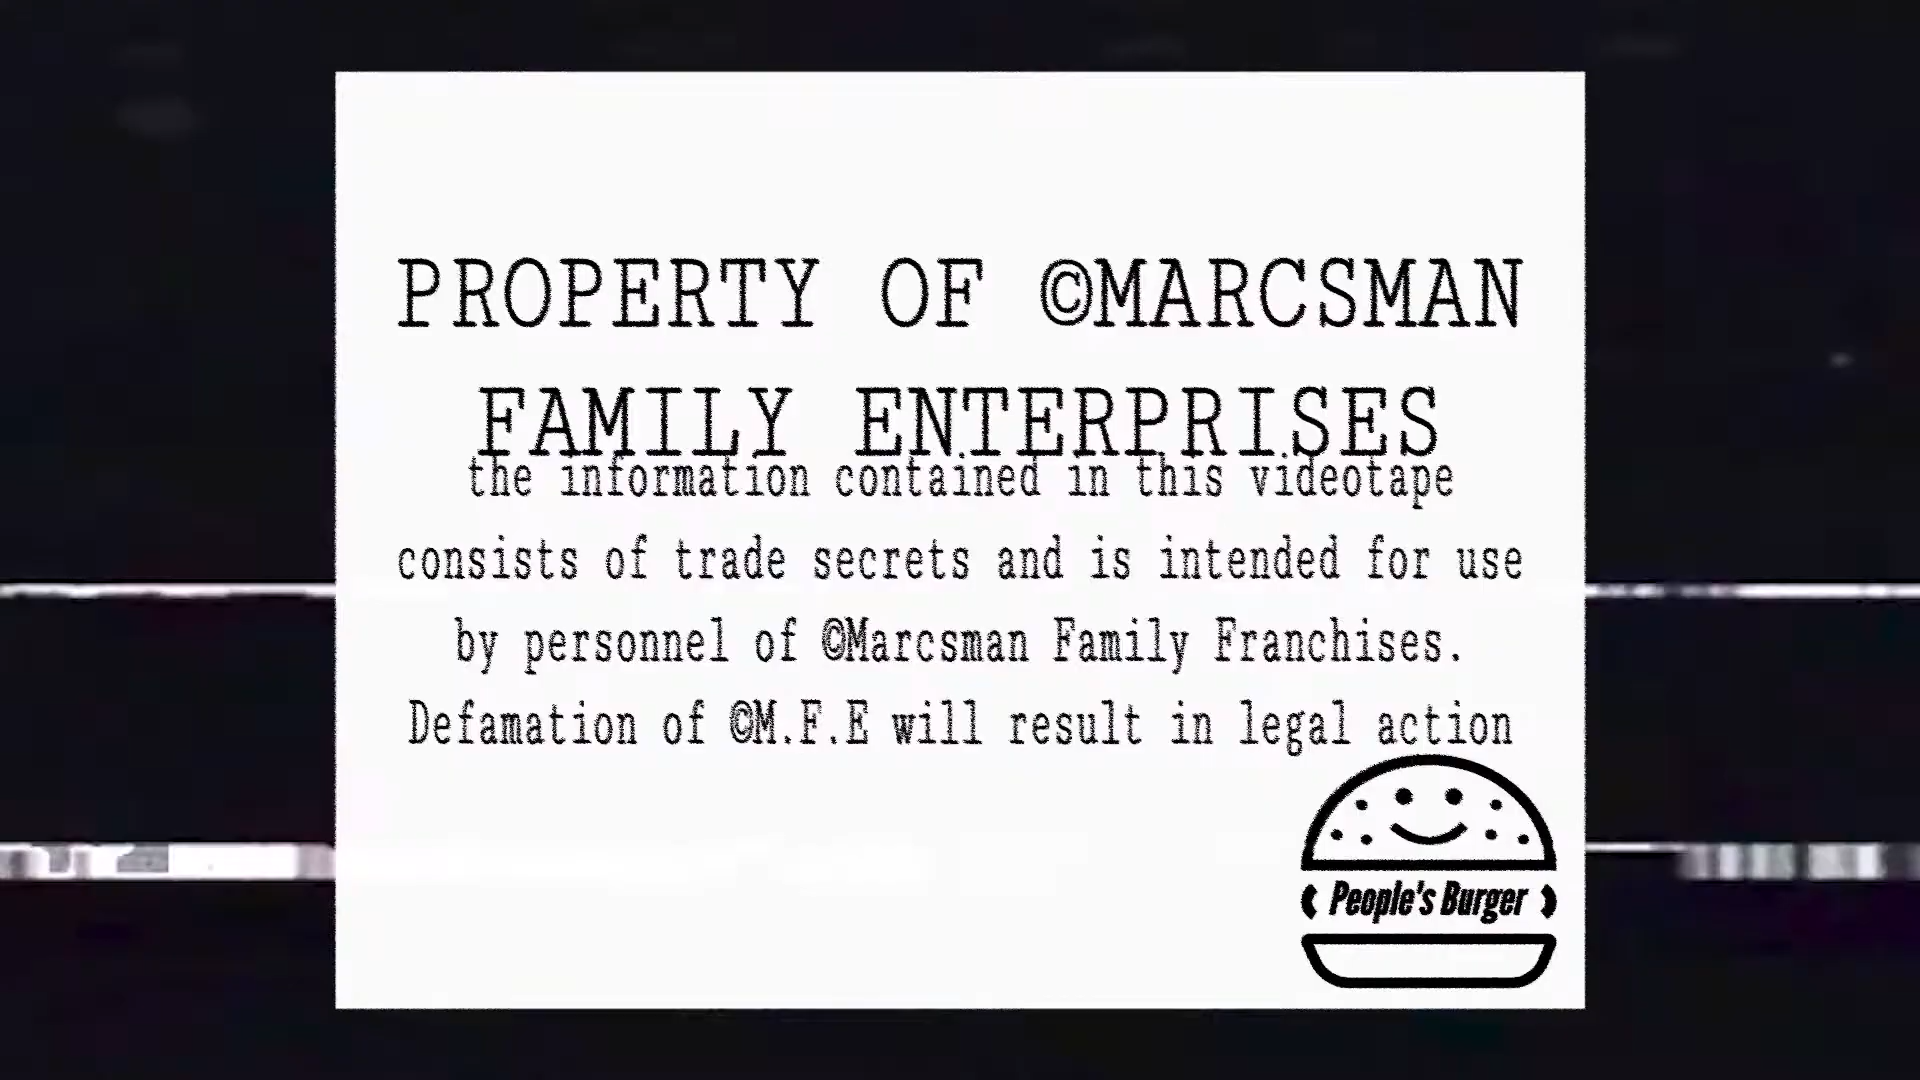 PROPERTY OF ©MARCSMAN
FAMILY ENTERPRISES
the information contained in this videotape
consists of trade secrets and is intended for use
by personnel of ©Marcsman Family Franchises.
Defamation of ©M.F.E will result in legal action
People's Burger